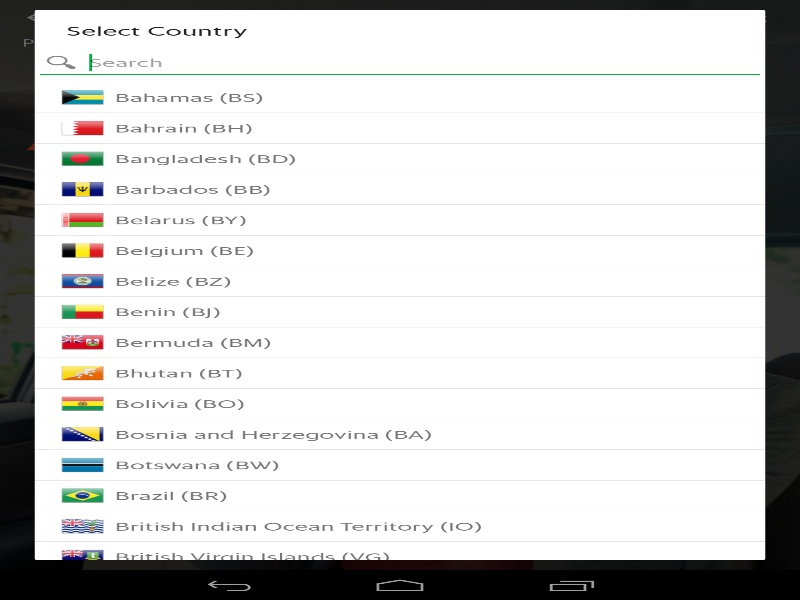 Select Country
Search
Bahamas (BS)
Bahrain (BH)
Bangladesh (BD)
Barbados (BB)
Belarus (BY)
Belgium (BE)
Belize (BZ)
Benin (BJ)
Bermuda (BM)
Bhutan (BT)
Bolivia (BO)
Bosnia and Herzegovina (BA)
Botswana (BW)
Brazil (BR)
British Indian Ocean Territory (IO)
British Virgin Islands (VG)